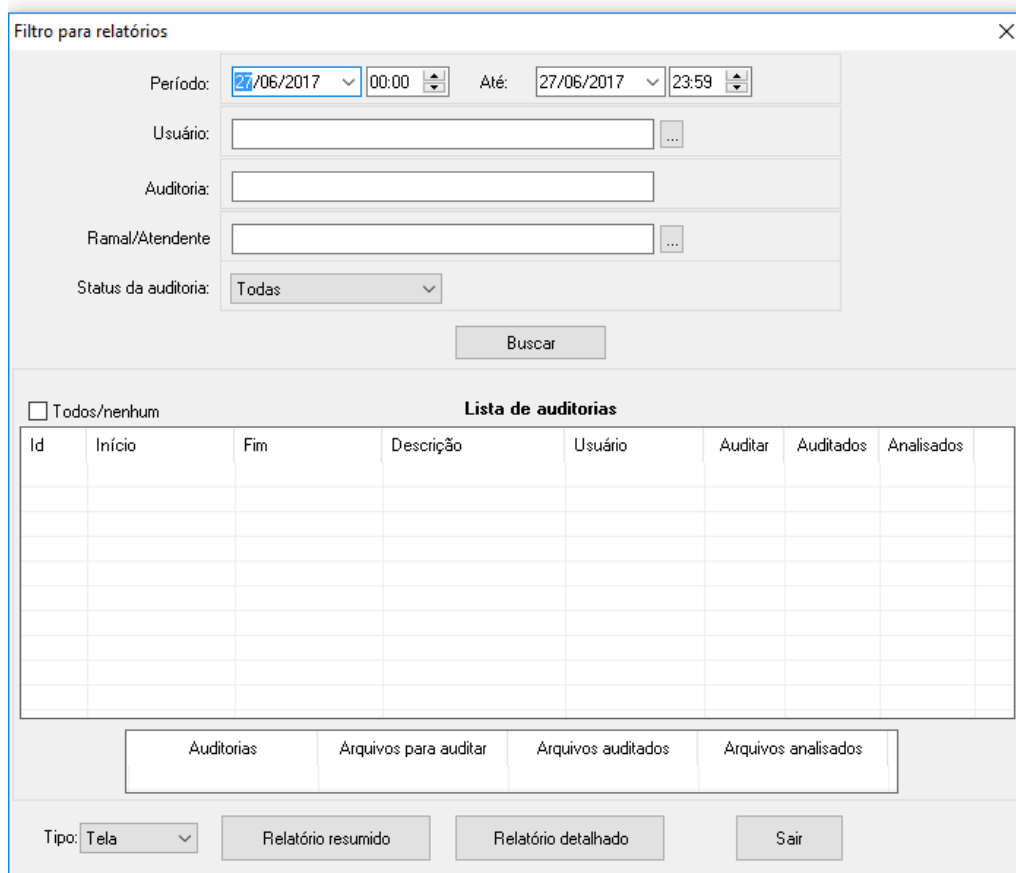 Filtro para relatórios
Período: 27/06/2017 00:00 Até: 27/06/2017 23:59
Usuário: ...
Auditoria:
Ramal/Atendente ...
Status da auditoria: Todas
Buscar
Todos/nenhum Lista de auditorias
Id Início Fim Descrição Usuário Auditar Auditados Analisados
Auditorias Arquivos para auditar Arquivos auditados Arquivos analisados
Tipo: Tela Relatório resumido Relatório detalhado Sair